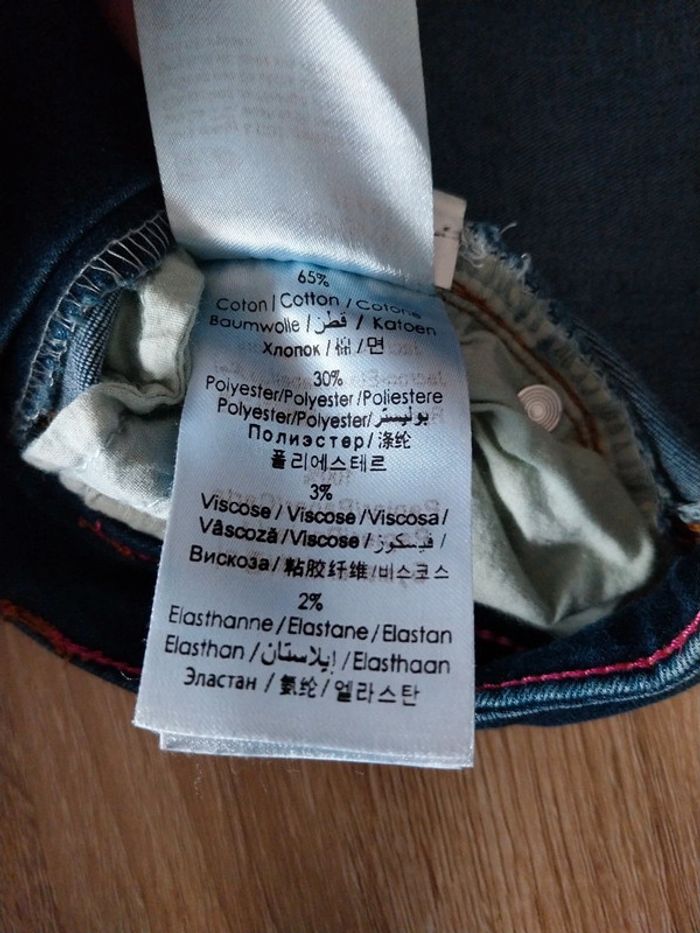 65%
Coton / Cotton / Cotone
Baumwolle / قطن / Katoen
Хлопок / 棉 / 면
30%
Polyester/Polyester/Poliestere
Polyester/Polyester/بوليستر
Полиэстер/涤纶
폴리에스테르
3%
Viscose / Viscose /Viscosa/
Vâscoză/Viscose/فيسكوز /
Вискоза/粘胶纤维/비스코스
2%
Elasthanne/Elastane/Elastan
Elasthan /إيلاستان/Elasthaan
Эластан / 氨纶/엘라스탄